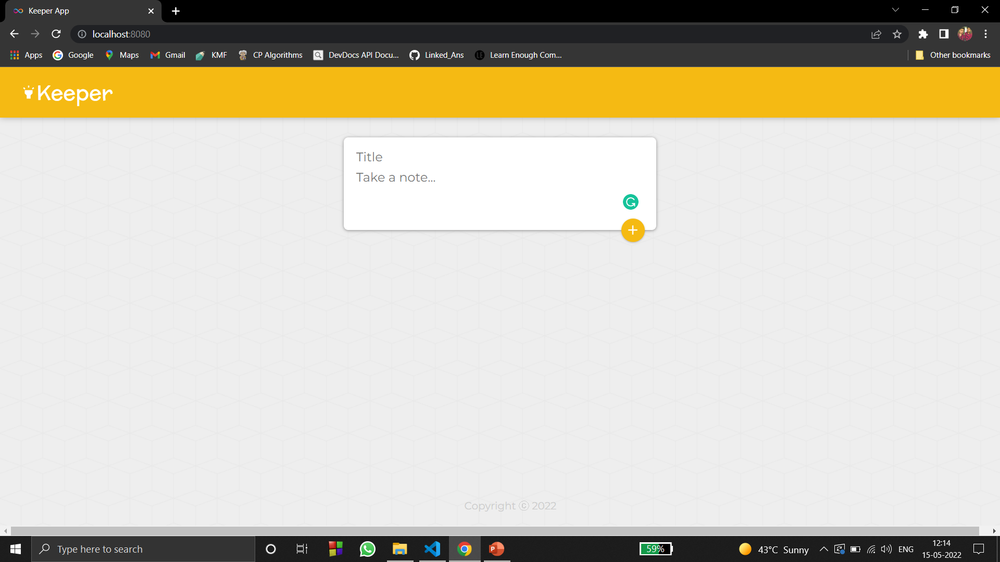 Keeper App
localhost:8080
Apps
Google
Maps
Gmail
KMF
CP Algorithms
DevDocs API Docu...
Linked_Ans
Learn Enough Com...
Other bookmarks
Keeper
Title
Take a note...
Copyright ⓒ 2022
Type here to search
59%
43°C Sunny
ENG
12:14
15-05-2022